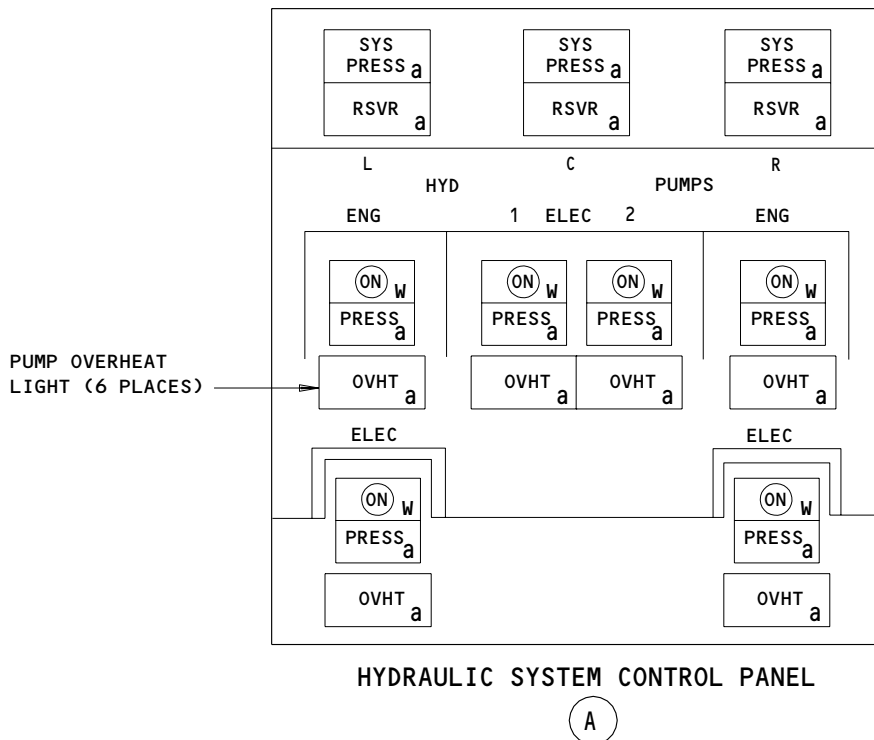 SYS SYS SYS
PRESS a PRESS a PRESS a
RSVR a RSVR a RSVR a
L C R
HYD PUMPS
ENG 1 ELEC 2 ENG
ON W ON W ON W ON W
PRESS a PRESS a PRESS a PRESS a
PUMP OVERHEAT
LIGHT (6 PLACES)
OVHT a OVHT a OVHT a OVHT a
ELEC ELEC
ON W ON W
PRESS a PRESS a
OVHT a OVHT a
HYDRAULIC SYSTEM CONTROL PANEL
A